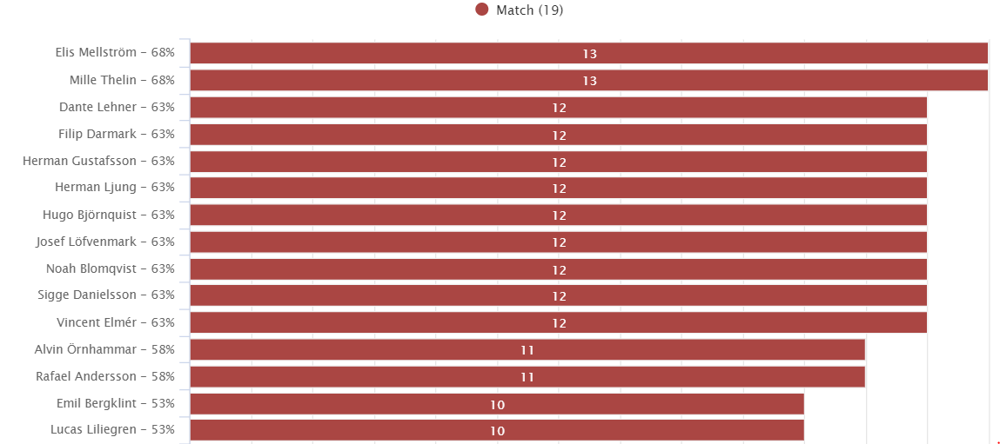 Match (19)
Elis Mellström – 68% 13
Mille Thelin – 68% 13
Dante Lehner – 63% 12
Filip Darmark – 63% 12
Herman Gustafsson – 63% 12
Herman Ljung – 63% 12
Hugo Björnquist – 63% 12
Josef Löfvenmark – 63% 12
Noah Blomqvist – 63% 12
Sigge Danielsson – 63% 12
Vincent Elmér – 63% 12
Alvin Örnhammar – 58% 11
Rafael Andersson – 58% 11
Emil Bergklint – 53% 10
Lucas Liliegren – 53% 10